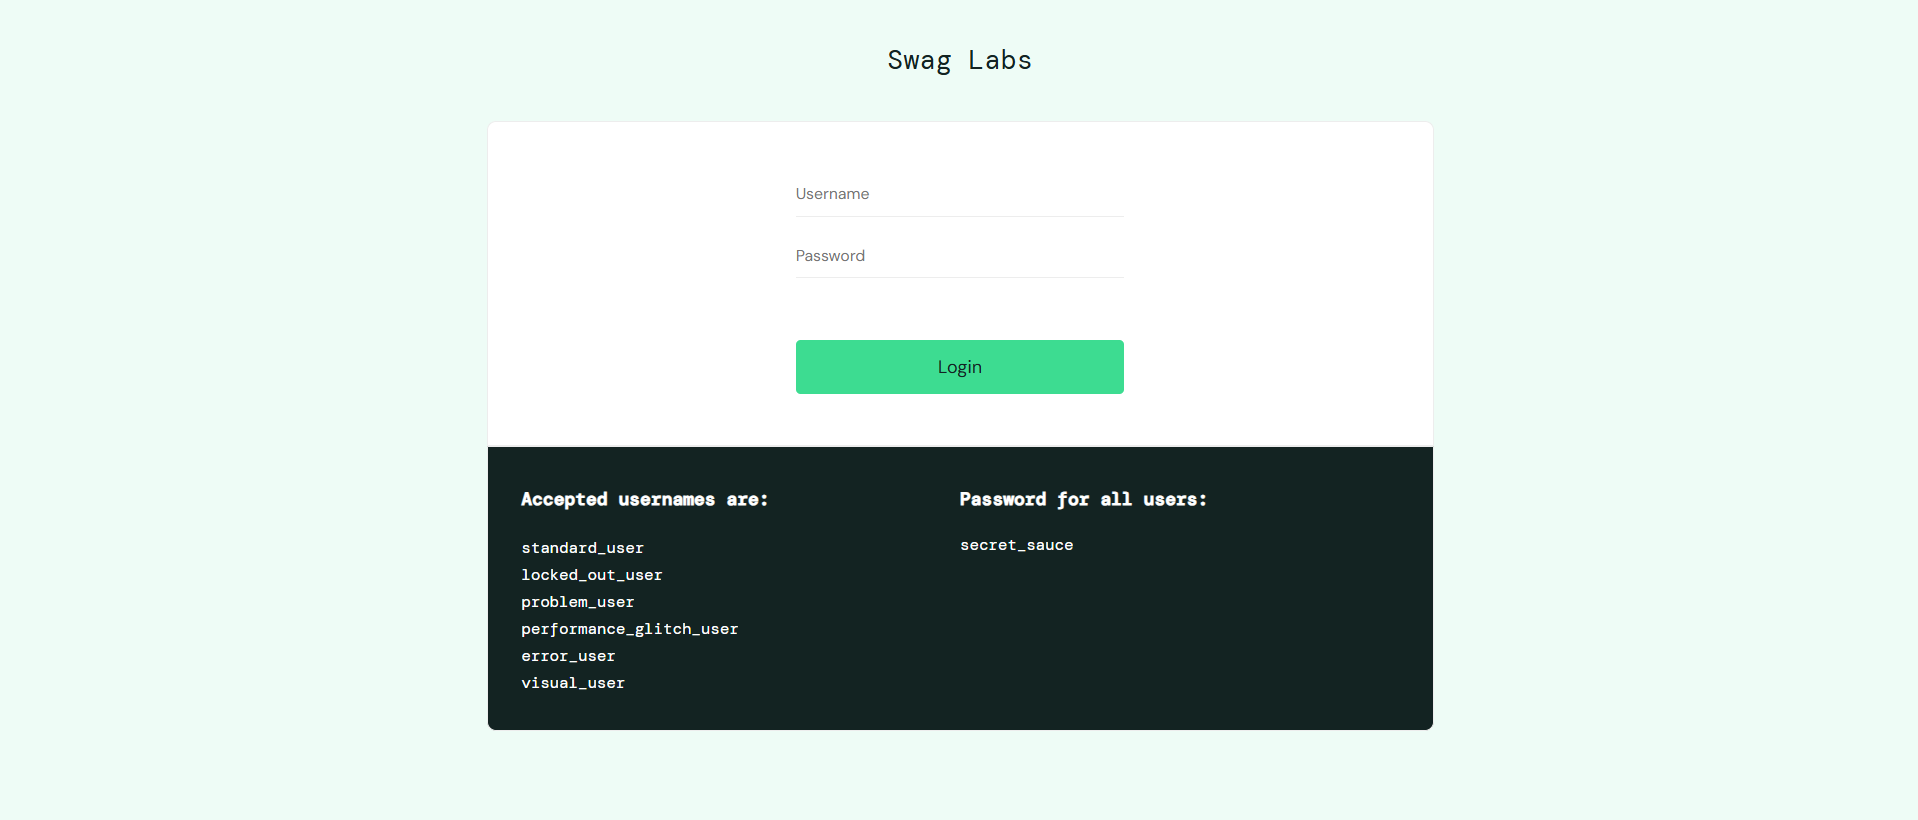 Swag Labs
Username
Password
Login
Accepted usernames are:
standard_user
locked_out_user
problem_user
performance_glitch_user
error_user
visual_user
Password for all users:
secret_sauce